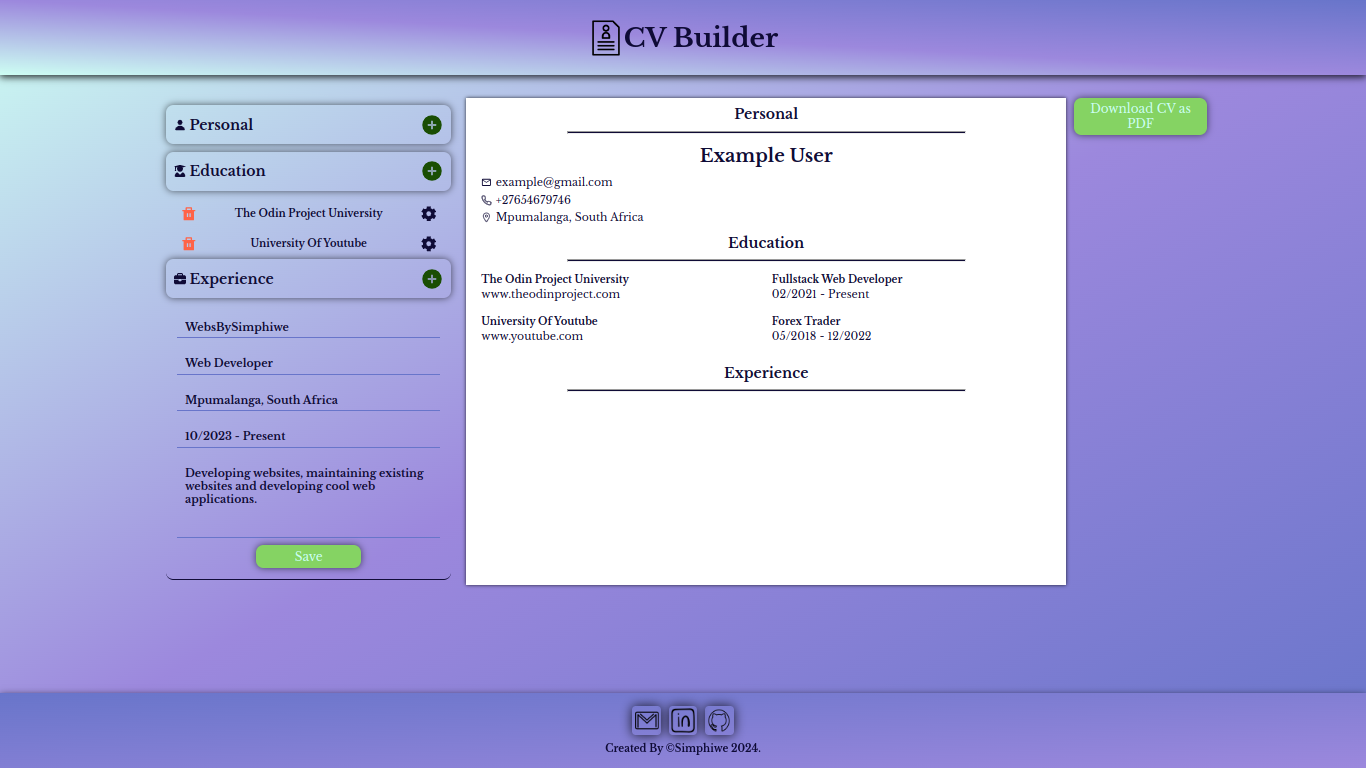 CV Builder
Personal
Education
The Odin Project University
University Of Youtube
Experience
WebsBySimphiwe
Web Developer
Mpumalanga, South Africa
10/2023 - Present
Developing websites, maintaining existing
websites and developing cool web
applications.
Save
Personal
Example User
example@gmail.com
+27654679746
Mpumalanga, South Africa
Education
The Odin Project University
Fullstack Web Developer
www.theodinproject.com
02/2021 - Present
University Of Youtube
Forex Trader
www.youtube.com
05/2018 - 12/2022
Experience
Download CV as
PDF
in
Created By ©Simphiwe 2024.